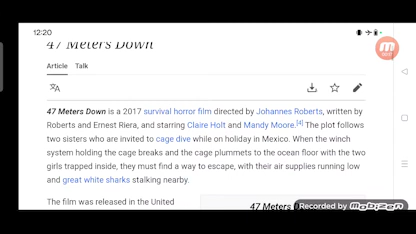 12:20
47 Meters Down
Article Talk
47 Meters Down is a 2017 survival horror film directed by Johannes Roberts, written by
Roberts and Ernest Riera, and starring Claire Holt and Mandy Moore.[4] The plot follows
two sisters who are invited to cage dive while on holiday in Mexico. When the winch
system holding the cage breaks and the cage plummets to the ocean floor with the two
girls trapped inside, they must find a way to escape, with their air supplies running low
and great white sharks stalking nearby.
The film was released in the United
47 Meters
Recorded by Mobizen